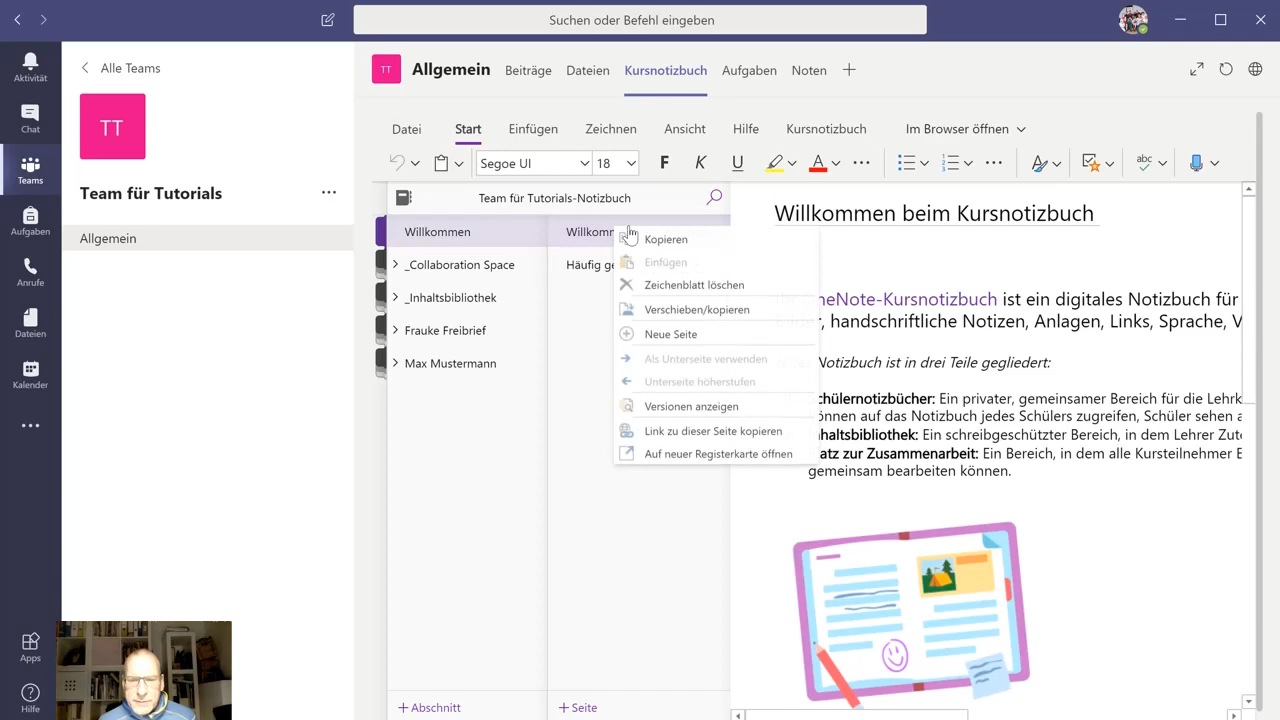 Suchen oder Befehl eingeben
Aktivität
Chat
Teams
Aufgaben
Anrufe
Dateien
Kalender
Apps
Hilfe
Alle Teams
TT
Team für Tutorials
Allgemein
TT
Allgemein
Beiträge
Dateien
Kursnotizbuch
Aufgaben
Noten
Datei
Start
Einfügen
Zeichnen
Ansicht
Hilfe
Kursnotizbuch
Im Browser öffnen
Segoe UI
18
F
K
U
A
abc
Team für Tutorials-Notizbuch
Willkommen
_Collaboration Space
_Inhaltsbibliothek
Frauke Freibrief
Max Mustermann
Abschnitt
Willkomm
Häufig ge
Seite
Kopieren
Einfügen
Zeichenblatt löschen
Verschieben/kopieren
Neue Seite
Als Unterseite verwenden
Unterseite höherstufen
Versionen anzeigen
Link zu dieser Seite kopieren
Auf neuer Registerkarte öffnen
Willkommen beim Kursnotizbuch
neNote-Kursnotizbuch ist ein digitales Notizbuch für
handschriftliche Notizen, Anlagen, Links, Sprache, V
Notizbuch ist in drei Teile gegliedert:
chülernotizbücher: Ein privater, gemeinsamer Bereich für die Lehrk
önnen auf das Notizbuch jedes Schülers zugreifen, Schüler sehen a
nhaltsbibliothek: Ein schreibgeschützter Bereich, in dem Lehrer Zute
atz zur Zusammenarbeit: Ein Bereich, in dem alle Kursteilnehmer E
gemeinsam bearbeiten können.